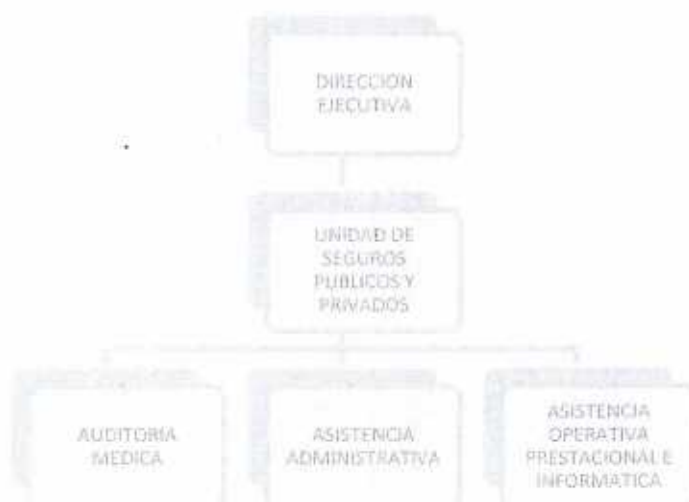 DIRECCION
EJECUTIVA
UNIDAD DE
SEGUROS
PUBLICOS Y
PRIVADOS
AUDITORIA
MEDICA
ASISTENCIA
ADMINISTRATIVA
ASISTENCIA
OPERATIVA
PRESTACIONAL E
INFORMATICA